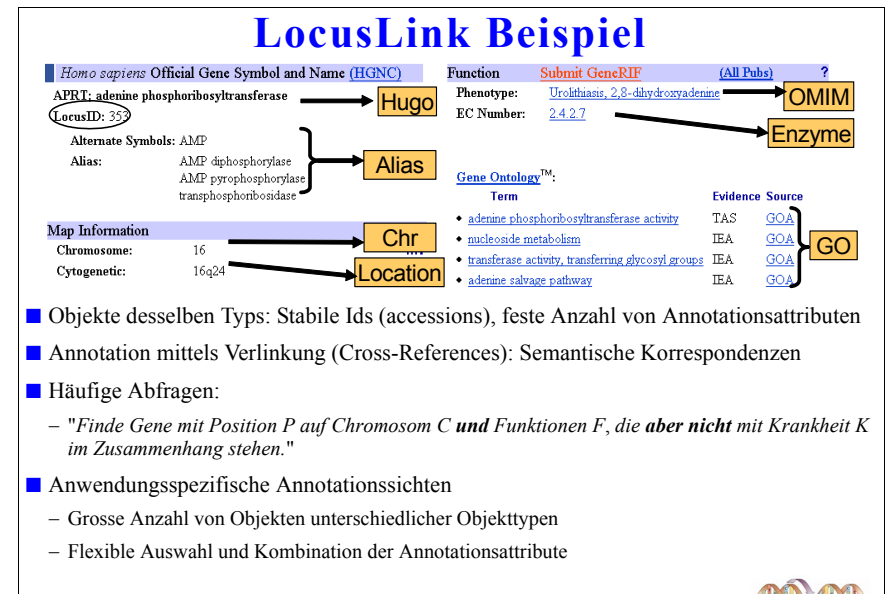 LocusLink Beispiel
Homo sapiens Official Gene Symbol and Name (HGNC)
APRT: adenine phosphoribosyltransferase
Hugo
LocusID: 353
Alternate Symbols: AMP
Alias: AMP diphosphorylase
AMP pyrophosphorylase
transphosphoribosidase
Alias
Map Information
Chromosome: 16
Chr
Cytogenetic: 16q24
Location
Function Submit GeneRIF (All Pubs) ?
Phenotype: Urolithiasis, 2,8-dihydroxyadenine
OMIM
EC Number: 2.4.2.7
Enzyme
Gene Ontology™:
Term Evidence Source
◆ adenine phosphoribosyltransferase activity TAS GOA
◆ nucleoside metabolism IEA GOA
◆ transferase activity, transferring glycosyl groups IEA GOA
◆ adenine salvage pathway IEA GOA
GO
■ Objekte desselben Typs: Stabile Ids (accessions), feste Anzahl von Annotationsattributen
■ Annotation mittels Verlinkung (Cross-References): Semantische Korrespondenzen
■ Häufige Abfragen:
– "Finde Gene mit Position P auf Chromosom C und Funktionen F, die aber nicht mit Krankheit K
im Zusammenhang stehen."
■ Anwendungsspezifische Annotationssichten
– Grosse Anzahl von Objekten unterschiedlicher Objekttypen
– Flexible Auswahl und Kombination der Annotationsattribute